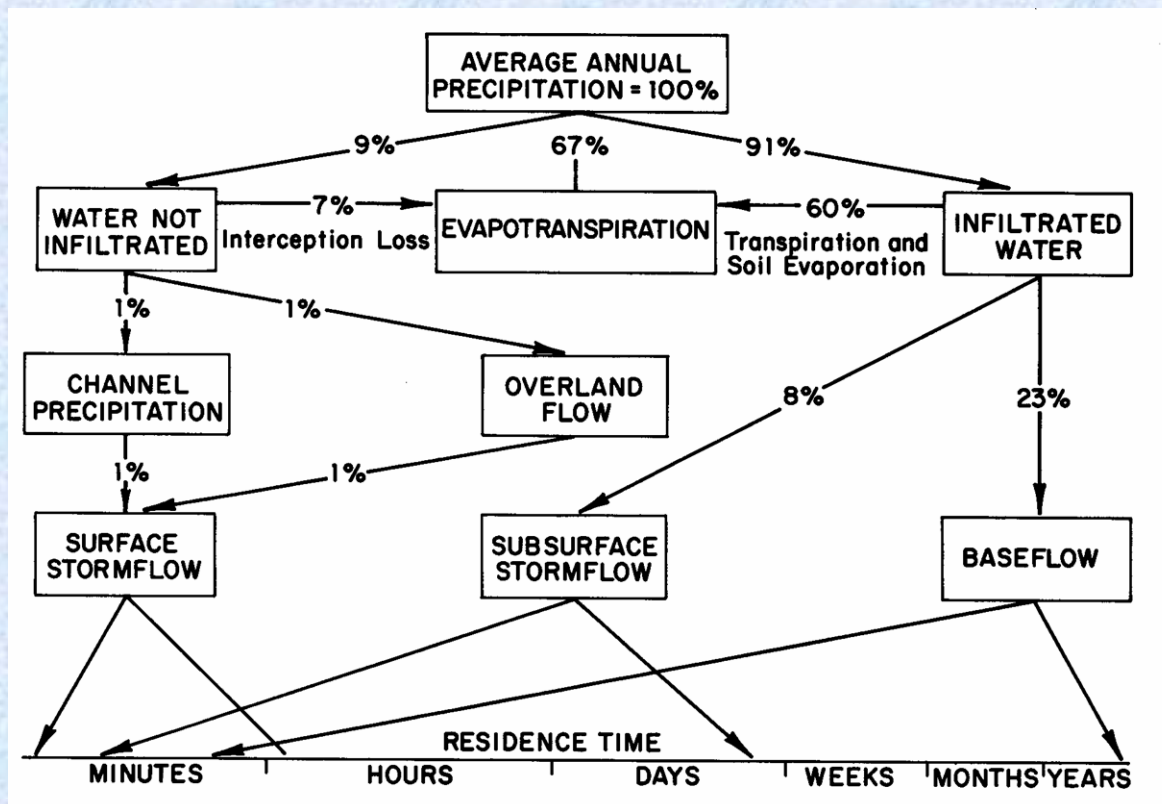 AVERAGE ANNUAL
PRECIPITATION = 100%
9%
67%
91%
WATER NOT
INFILTRATED
7%
Interception Loss
EVAPOTRANSPIRATION
60%
Transpiration and
Soil Evaporation
INFILTRATED
WATER
1%
1%
CHANNEL
PRECIPITATION
OVERLAND
FLOW
8%
23%
1%
1%
SURFACE
STORMFLOW
SUBSURFACE
STORMFLOW
BASEFLOW
RESIDENCE TIME
MINUTES
HOURS
DAYS
WEEKS
MONTHS
YEARS